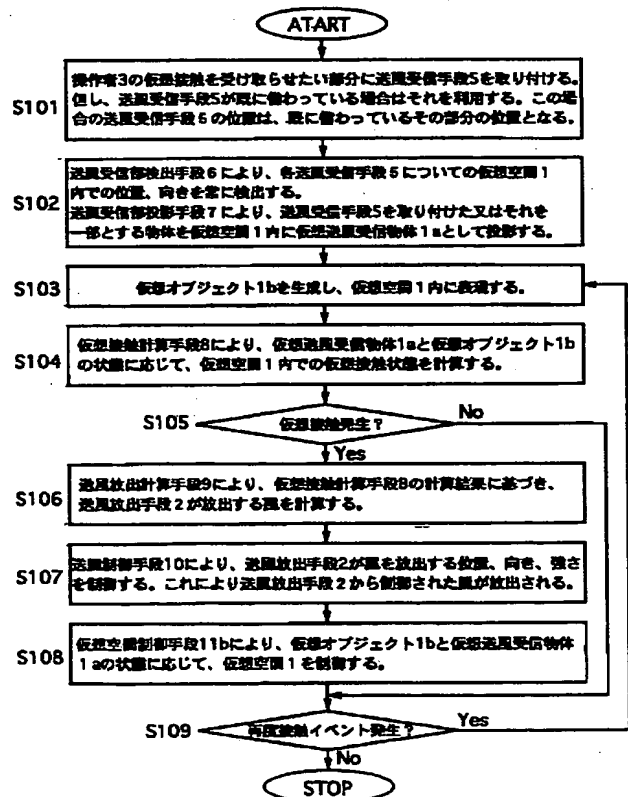 ATART
S101
操作者3の仮想接触を受け取らせたい部分に送風受信手段5を取り付ける。
但し、送風受信手段5が既に備わっている場合はそれを利用する。この場
合の送風受信手段5の位置は、既に備わっているその部分の位置となる。
S102
送風受信部検出手段6により、各送風受信手段5についての仮想空間1
内での位置、向きを常に検出する。
送風受信部投影手段7により、送風受信手段5を取り付けた又はそれを
一部とする物体を仮想空間1内に仮想送風受信物体1aとして投影する。
S103
仮想オブジェクト1bを生成し、仮想空間1内に表現する。
S104
仮想接触計算手段8により、仮想送風受信物体1aと仮想オブジェクト1b
の状態に応じて、仮想空間1内での仮想接触状態を計算する。
S105
仮想接触発生?
No
Yes
S106
送風放出計算手段9により、仮想接触計算手段8の計算結果に基づき、
送風放出手段2が放出する風を計算する。
S107
送風制御手段10により、送風放出手段2が風を放出する位置、向き、強さ
を制御する。これにより送風放出手段2から制御された風が放出される。
S108
仮想空間制御手段11bにより、仮想オブジェクト1bと仮想送風受信物体
1aの状態に応じて、仮想空間1を制御する。
S109
再度接触イベント発生?
Yes
No
STOP